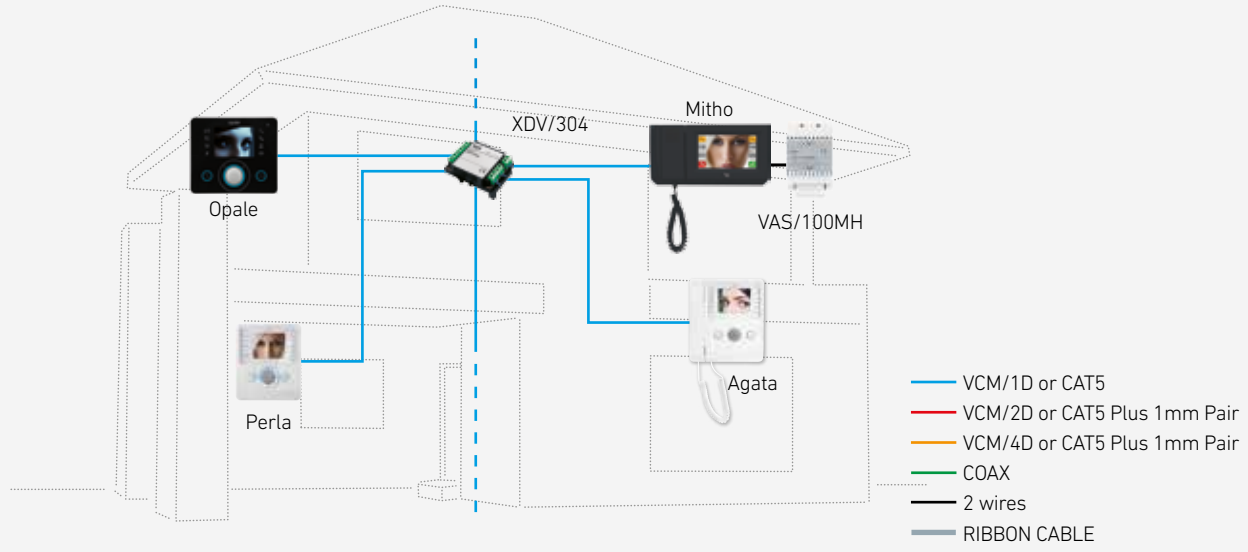 Mitho
XDV/304
Opale
VAS/100MH
Perla
Agata
VCM/1D or CAT5
VCM/2D or CAT5 Plus 1mm Pair
VCM/4D or CAT5 Plus 1mm Pair
COAX
2 wires
RIBBON CABLE